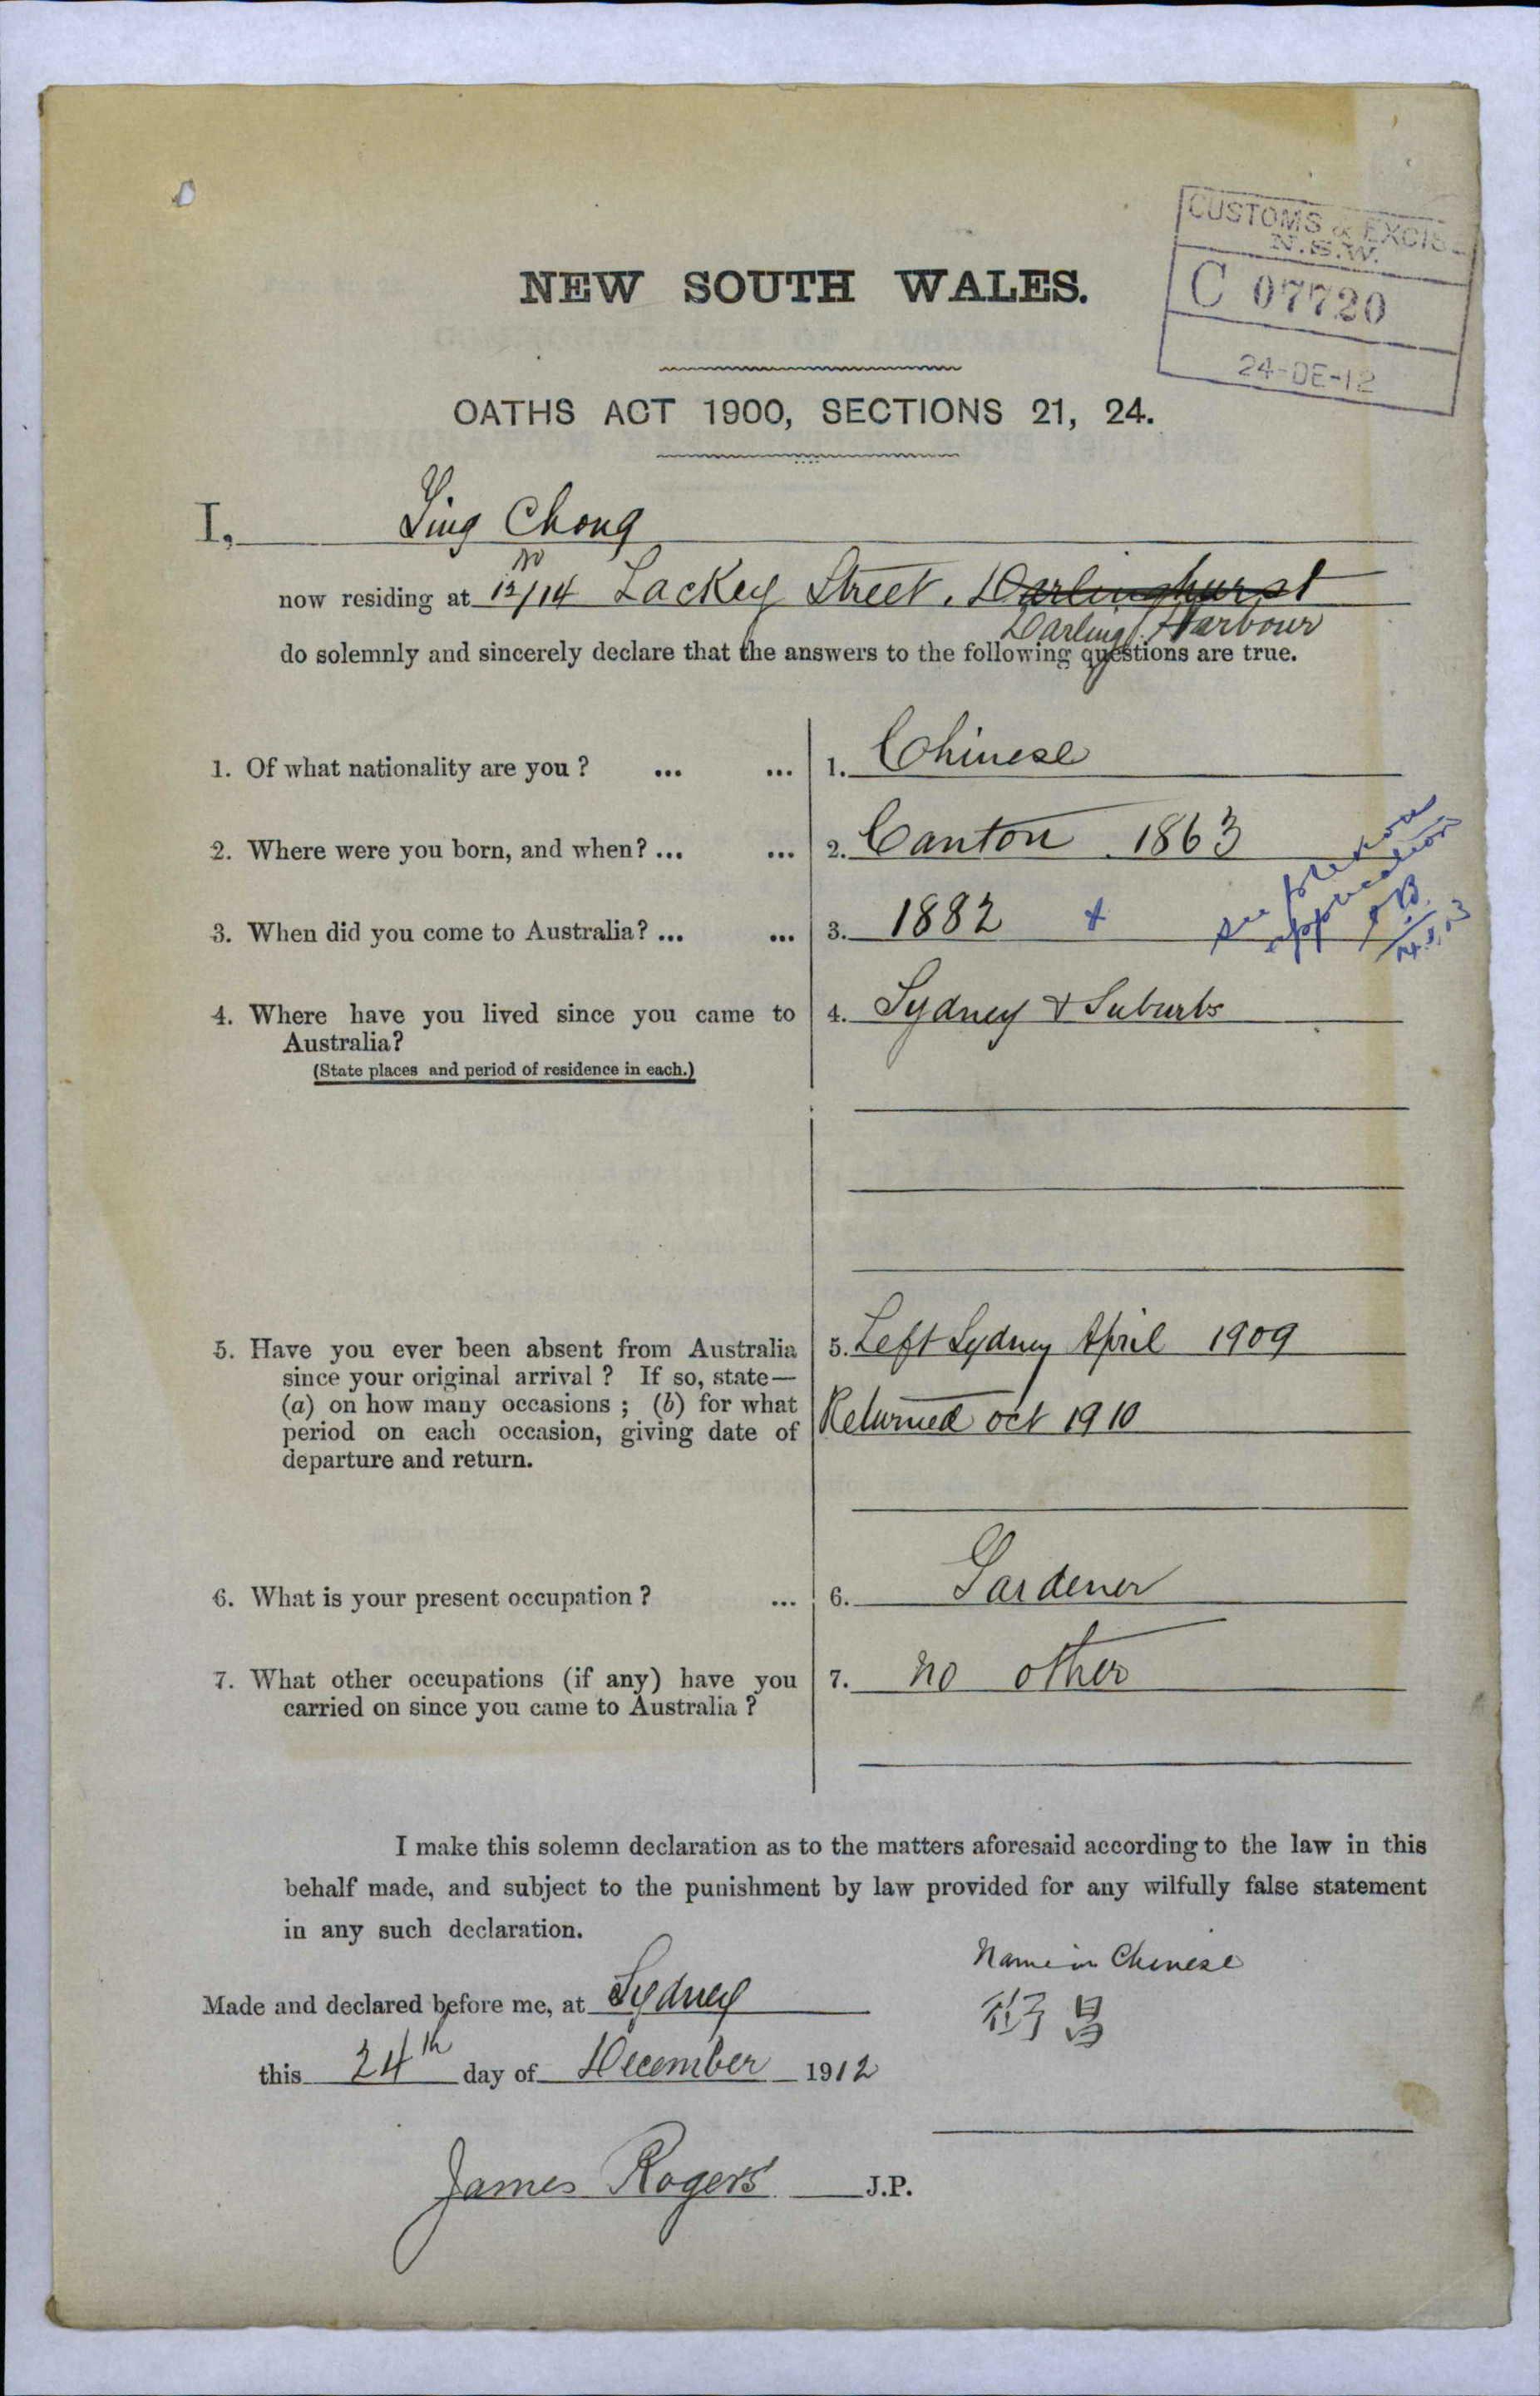 CUSTOMS & EXCISE
N.S.W.
C 07720
24-DE-12
NEW SOUTH WALES.
OATHS ACT 1900, SECTIONS 21, 24.
I, Ying Chong
No
now residing at 12/14 Lackey Street, Darlinghurst
Darling Harbour
do solemnly and sincerely declare that the answers to the following questions are true.
1. Of what nationality are you ? ... ... 1. Chinese
2. Where were you born, and when? ... ... 2. Canton 1863
3. When did you come to Australia? ... ... 3. 1882 x
see previous
application
4. Where have you lived since you came to 4. Sydney & Suburbs
Australia?
(State places and period of residence in each.)
5. Have you ever been absent from Australia 5. Left Sydney April 1909
since your original arrival ? If so, state—
(a) on how many occasions ; (b) for what Returned Oct 1910
period on each occasion, giving date of
departure and return.
6. What is your present occupation ? ... 6. Gardener
7. What other occupations (if any) have you 7. no other
carried on since you came to Australia ?
I make this solemn declaration as to the matters aforesaid according to the law in this
behalf made, and subject to the punishment by law provided for any wilfully false statement
in any such declaration.
Name in Chinese
Made and declared before me, at Sydney
昌
this 24th day of December 1912
James Rogers J.P.